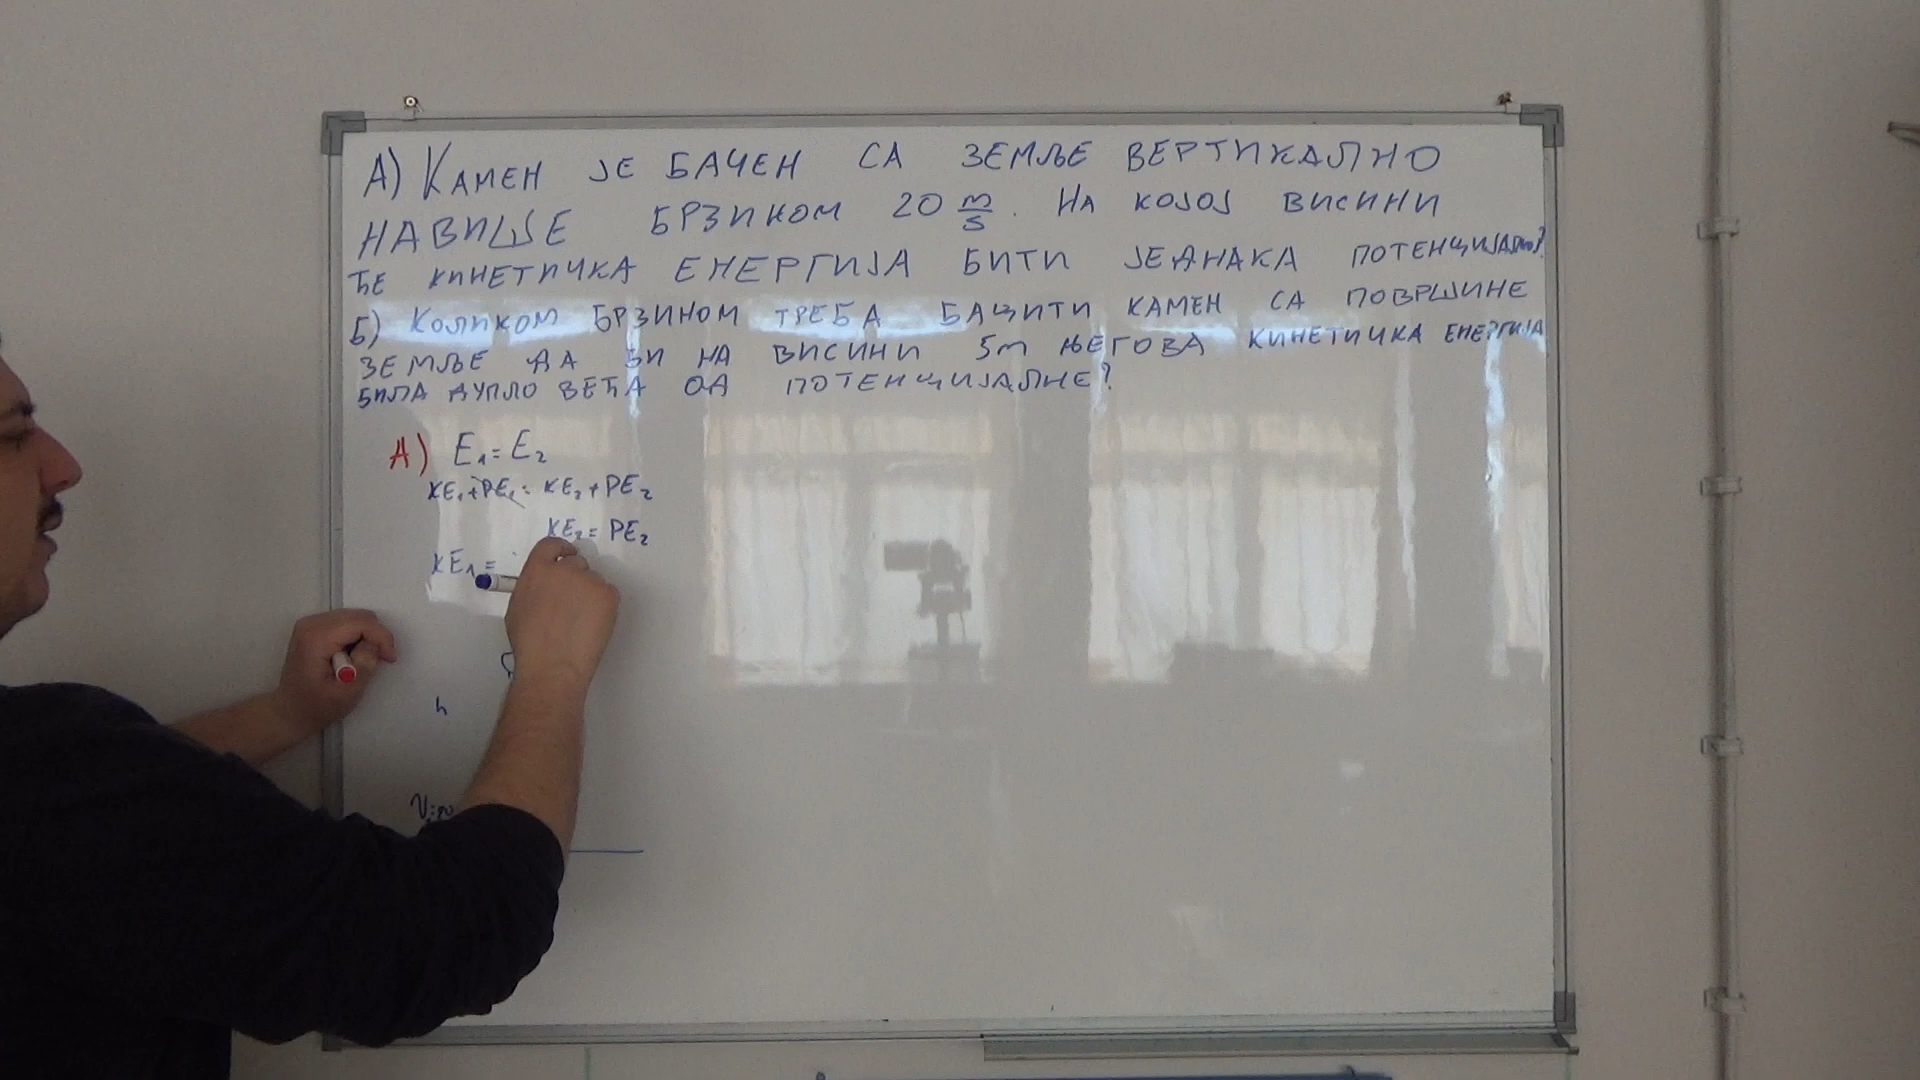 А) КАМЕН ЈЕ БАЧЕН СА ЗЕМЉЕ ВЕРТИКАЛНО
НАВИШЕ БРЗИНОМ 20 m/s. НА КОЈОЈ ВИСИНИ
ЋЕ КИНЕТИЧКА ЕНЕРГИЈА БИТИ ЈЕДНАКА ПОТЕНЦИЈАЛНОЈ?
Б) КОЛИКОМ БРЗИНОМ ТРЕБА БАЦИТИ КАМЕН СА ПОВРШИНЕ
ЗЕМЉЕ ДА БИ НА ВИСИНИ 5m ЊЕГОВА КИНЕТИЧКА ЕНЕРГИЈА
БИЛА ДУПЛО ВЕЋА ОД ПОТЕНЦИЈАЛНЕ?
А) E₁ = E₂
KE₁ + PE₁ = KE₂ + PE₂
KE₂ = PE₂
KE₁ =
h